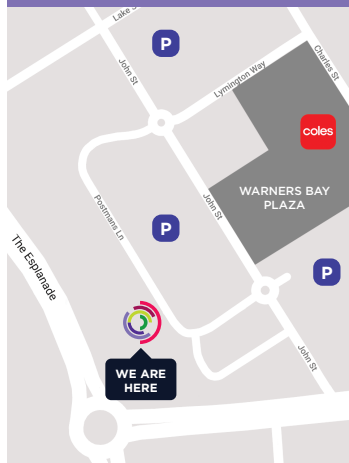 Lake S
P
John St
Charles St
Lymington Way
coles
WARNERS BAY
PLAZA
John St
Postmans Ln
P
The Esplanade
P
WE ARE
HERE
John St